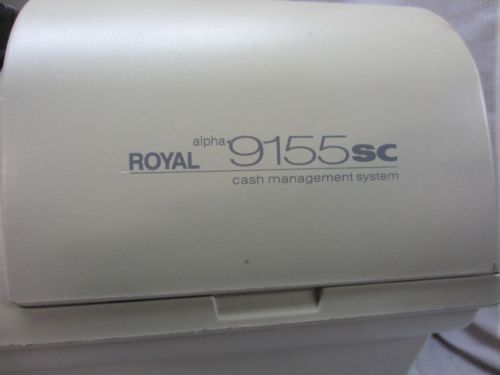 alpha
ROYAL 9155sc
cash management system